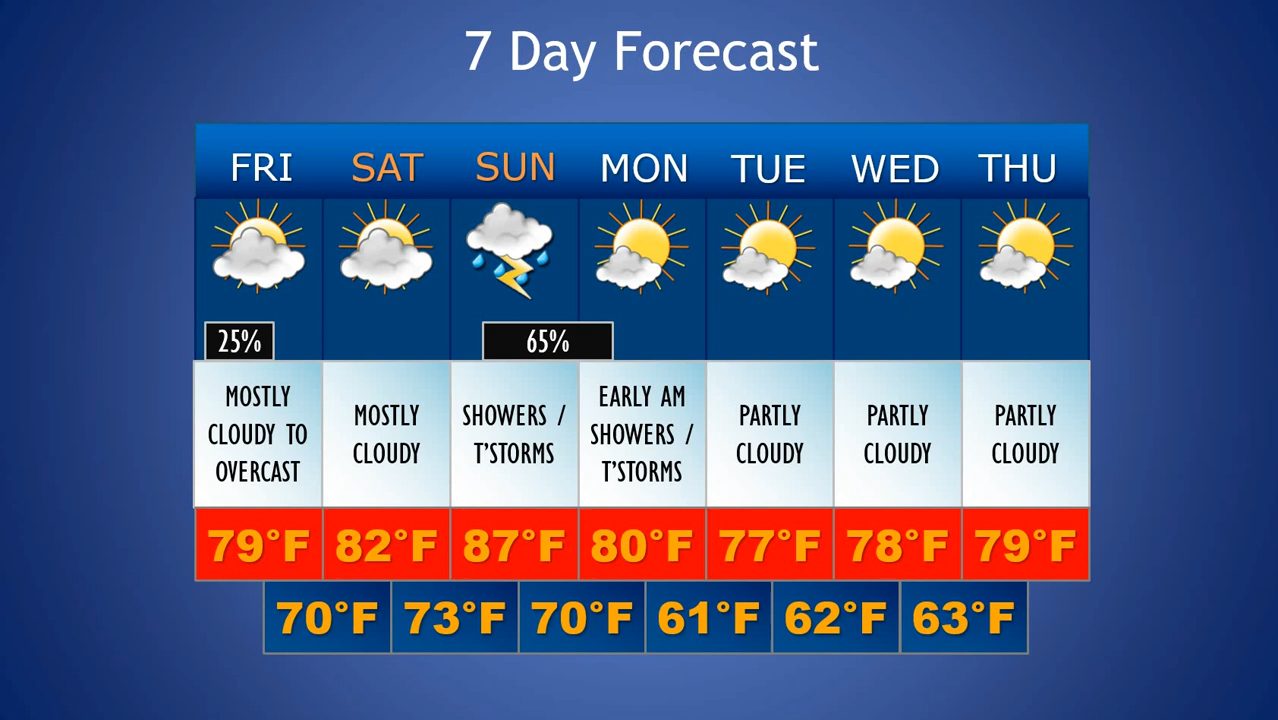 7 Day Forecast
FRI SAT SUN MON TUE WED THU
25% 65%
MOSTLY
CLOUDY TO
OVERCAST
MOSTLY
CLOUDY
SHOWERS /
T'STORMS
EARLY AM
SHOWERS /
T'STORMS
PARTLY
CLOUDY
PARTLY
CLOUDY
PARTLY
CLOUDY
79°F 82°F 87°F 80°F 77°F 78°F 79°F
70°F 73°F 70°F 61°F 62°F 63°F